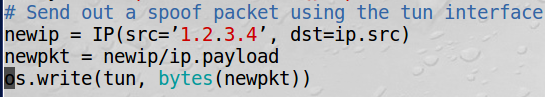 # Send out a spoof packet using the tun interface
newip = IP(src=’1.2.3.4’, dst=ip.src)
newpkt = newip/ip.payload
os.write(tun, bytes(newpkt))